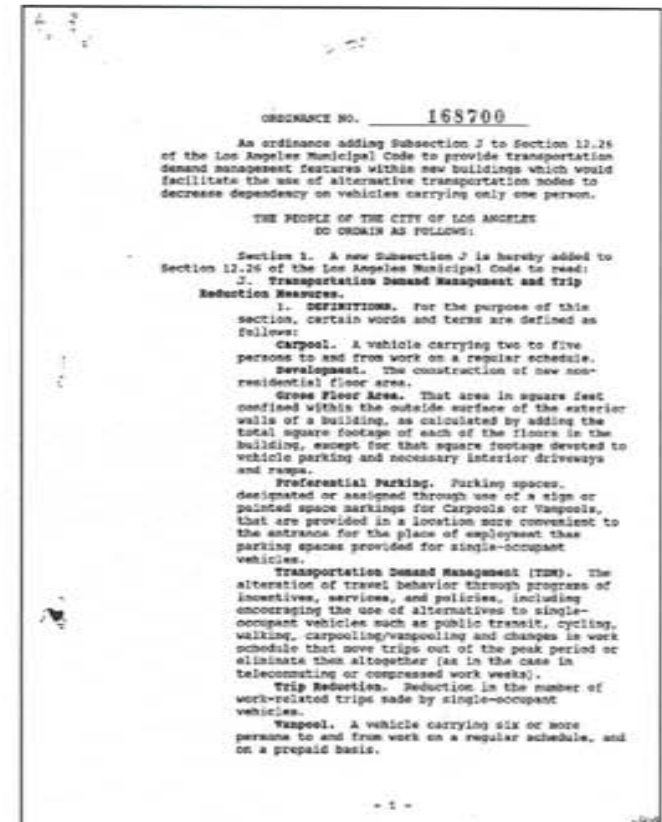 ORDINANCE NO. 168700
An ordinance adding Subsection J to Section 12.26
of the Los Angeles Municipal Code to provide transportation
demand management features within new buildings which would
facilitate the use of alternative transportation modes to
decrease dependency on vehicles carrying only one person.
THE PEOPLE OF THE CITY OF LOS ANGELES
DO ORDAIN AS FOLLOWS:
Section 1. A new Subsection J is hereby added to
Section 12.26 of the Los Angeles Municipal Code to read:
J. Transportation Demand Management and Trip
Reduction Measures.
1. DEFINITIONS. For the purpose of this
section, certain words and terms are defined as
follows:
Carpool. A vehicle carrying two to five
persons to and from work on a regular schedule.
Development. The construction of new non-
residential floor area.
Gross Floor Area. That area in square feet
confined within the outside surface of the exterior
walls of a building, as calculated by adding the
total square footage of each of the floors in the
building, except for that square footage devoted to
vehicle parking and necessary interior driveways
and ramps.
Preferential Parking. Parking spaces,
designated or assigned through use of a sign or
painted space markings for Carpools or Vanpools,
that are provided in a location more convenient to
the entrance for the place of employment than
parking spaces provided for single-occupant
vehicles.
Transportation Demand Management (TDM). The
alteration of travel behavior through programs of
incentives, services, and policies, including
encouraging the use of alternatives to single-
occupant vehicles such as public transit, cycling,
walking, carpooling/vanpooling and changes in work
schedule that move trips out of the peak period or
eliminate them altogether (as in the case in
telecommuting or compressed work weeks).
Trip Reduction. Reduction in the number of
work-related trips made by single-occupant
vehicles.
Vanpool. A vehicle carrying six or more
persons to and from work on a regular schedule, and
on a prepaid basis.
- 1 -